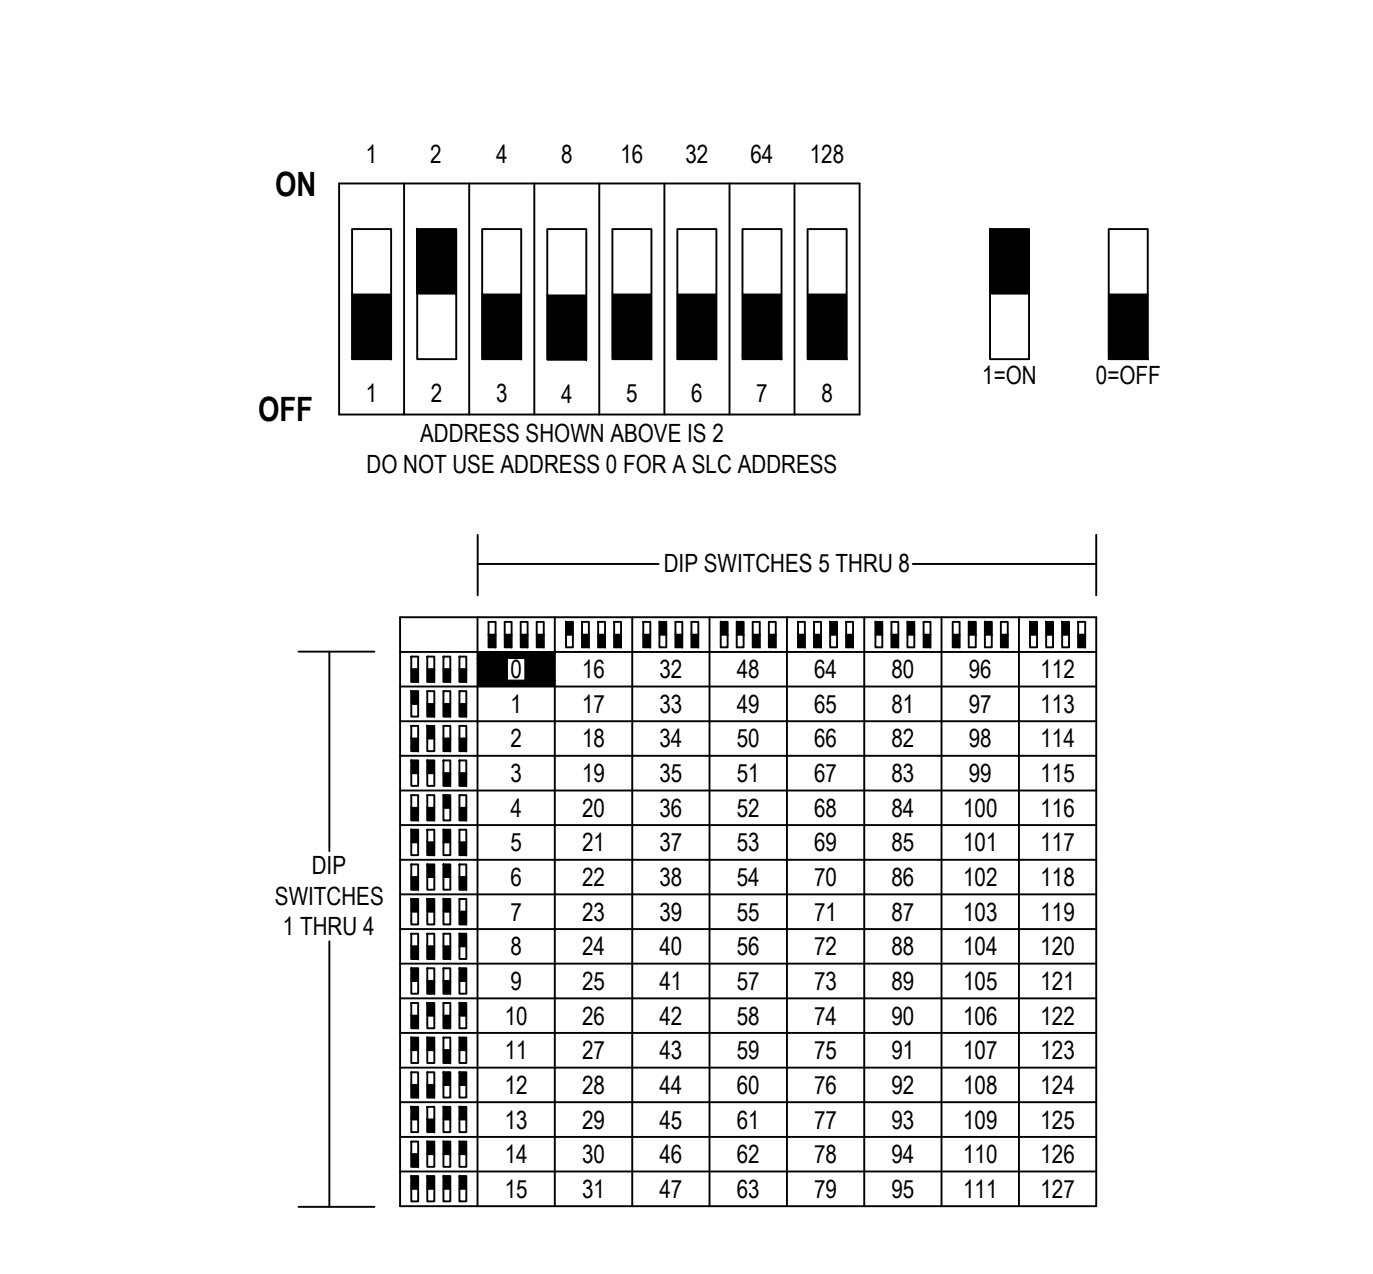 1 2 4 8 16 32 64 128
ON
1=ON 0=OFF
1 2 3 4 5 6 7 8
OFF
ADDRESS SHOWN ABOVE IS 2
DO NOT USE ADDRESS 0 FOR A SLC ADDRESS
DIP SWITCHES 5 THRU 8
0 16 32 48 64 80 96 112
1 17 33 49 65 81 97 113
2 18 34 50 66 82 98 114
3 19 35 51 67 83 99 115
4 20 36 52 68 84 100 116
5 21 37 53 69 85 101 117
6 22 38 54 70 86 102 118
7 23 39 55 71 87 103 119
8 24 40 56 72 88 104 120
9 25 41 57 73 89 105 121
10 26 42 58 74 90 106 122
11 27 43 59 75 91 107 123
12 28 44 60 76 92 108 124
13 29 45 61 77 93 109 125
14 30 46 62 78 94 110 126
15 31 47 63 79 95 111 127
DIP
SWITCHES
1 THRU 4